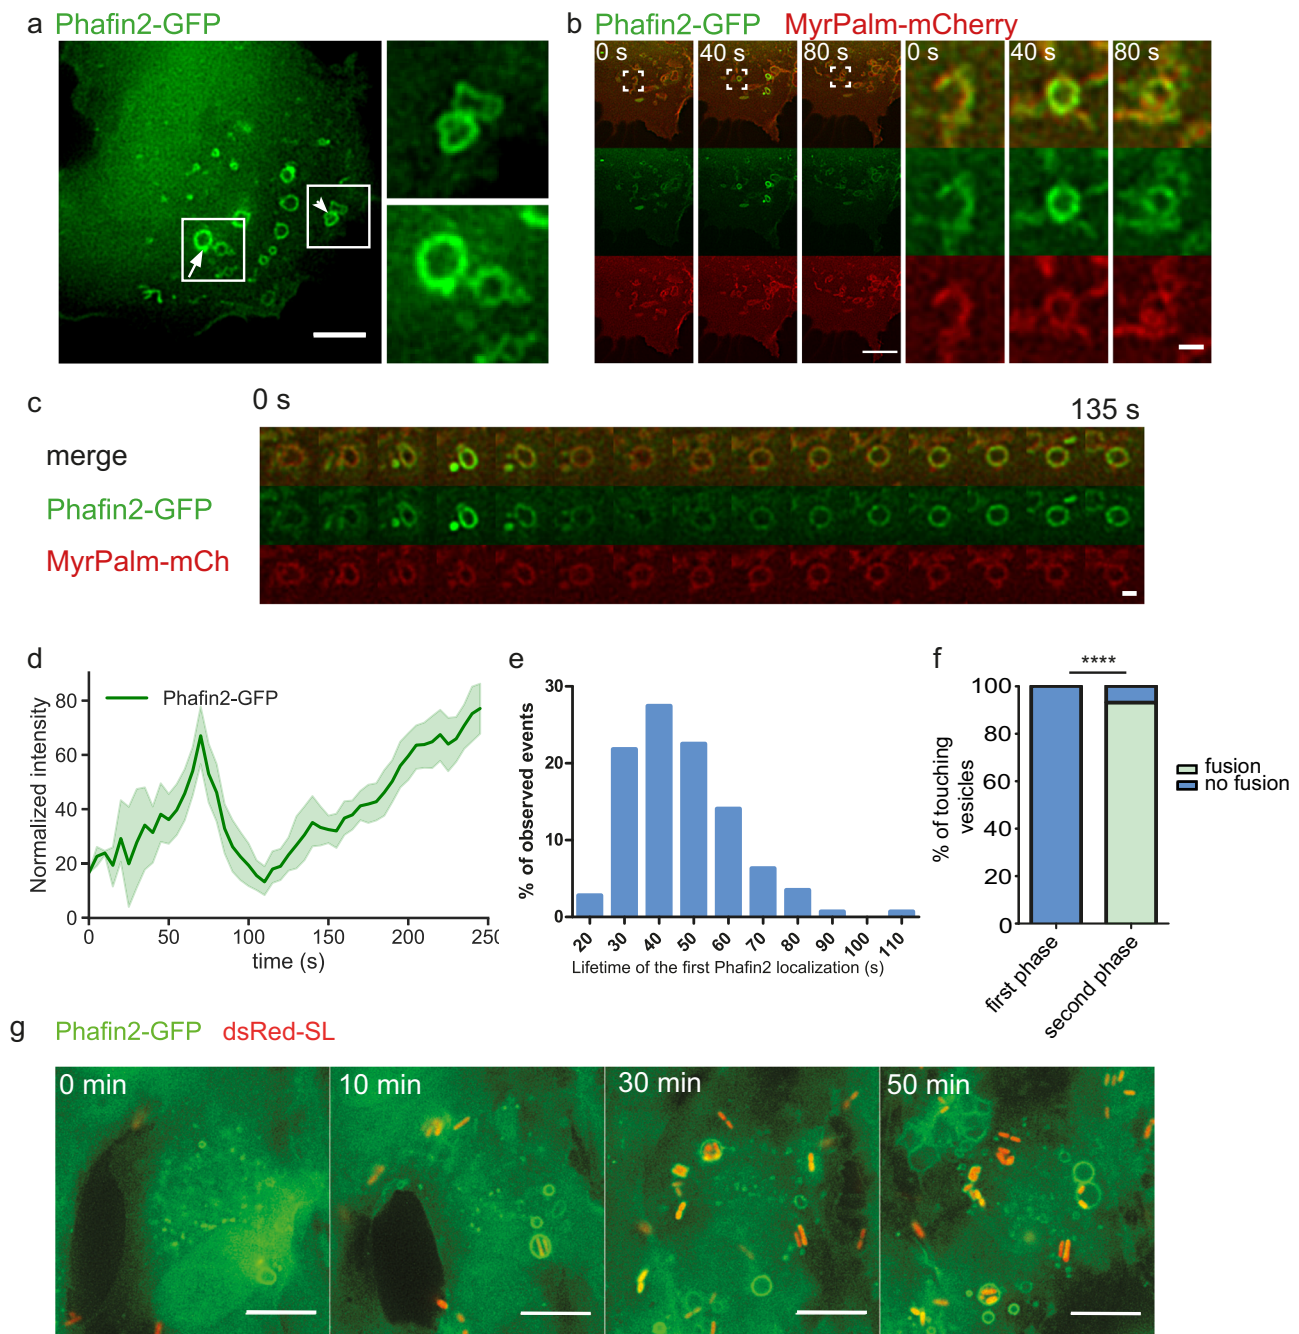 a Phafin2-GFP
b Phafin2-GFP MyrPalm-mCherry
0 s 40 s 80 s 0 s 40 s 80 s
c 0 s 135 s
merge
Phafin2-GFP
MyrPalm-mCh
d
Phafin2-GFP
Normalized intensity
80
60
40
20
0
0 50 100 150 200 250
time (s)
e
% of observed events
30
20
10
0
20 30 40 50 60 70 80 90 100 110
Lifetime of the first Phafin2 localization (s)
f
****
% of touching
vesicles
100
80
60
40
20
0
first phase second phase
fusion
no fusion
g Phafin2-GFP dsRed-SL
0 min 10 min 30 min 50 min